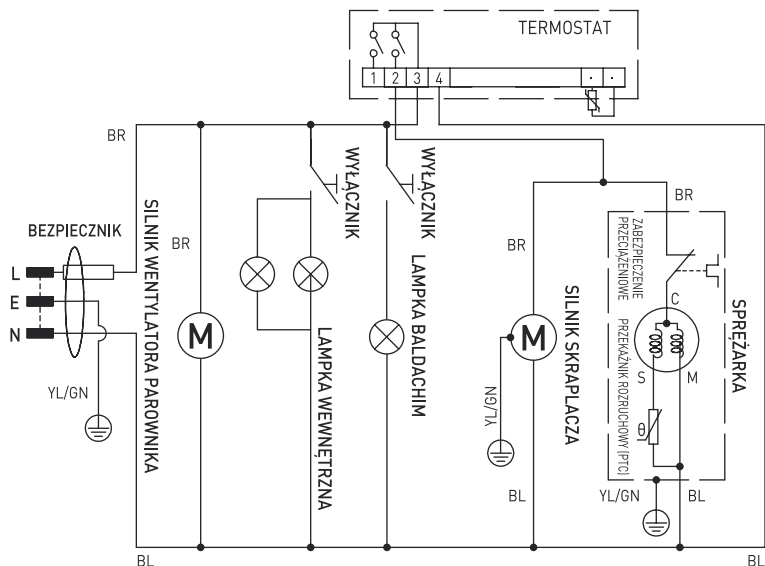 TERMOSTAT
1 2 3 4
BR
BEZPIECZNIK
L
E
N
YL/GN
SILNIK WENTYLATORA PAROWNIKA
BR
M
WYŁĄCZNIK
LAMPKA WEWNĘTRZNA
WYŁĄCZNIK
LAMPKA BALDACHIM
BR
M
YL/GN
SILNIK SKRAPLACZA
BL
BR
ZABEZPIECZENIE
PRZECIĄŻENIOWE
C
S
M
PRZEKAŹNIK ROZRUCHOWY (PTC)
θ
SPRĘŻARKA
YL/GN
BL
BL
BL